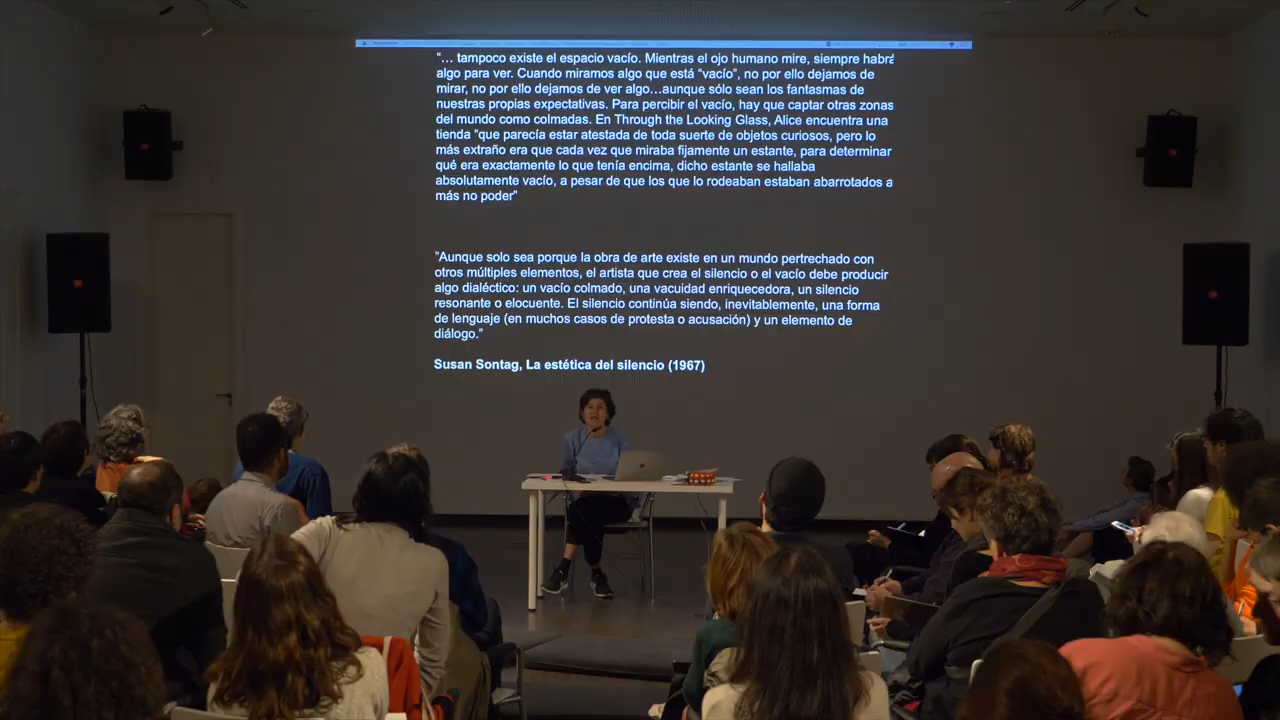 “... tampoco existe el espacio vacío. Mientras el ojo humano mire, siempre habrá
algo para ver. Cuando miramos algo que está “vacío”, no por ello dejamos de
mirar, no por ello dejamos de ver algo…aunque sólo sean los fantasmas de
nuestras propias expectativas. Para percibir el vacío, hay que captar otras zonas
del mundo como colmadas. En Through the Looking Glass, Alice encuentra una
tienda “que parecía estar atestada de toda suerte de objetos curiosos, pero lo
más extraño era que cada vez que miraba fijamente un estante, para determinar
qué era exactamente lo que tenía encima, dicho estante se hallaba
absolutamente vacío, a pesar de que los que lo rodeaban estaban abarrotados a
más no poder”
”Aunque solo sea porque la obra de arte existe en un mundo pertrechado con
otros múltiples elementos, el artista que crea el silencio o el vacío debe producir
algo dialéctico: un vacío colmado, una vacuidad enriquecedora, un silencio
resonante o elocuente. El silencio continúa siendo, inevitablemente, una forma
de lenguaje (en muchos casos de protesta o acusación) y un elemento de
diálogo.”
Susan Sontag, La estética del silencio (1967)